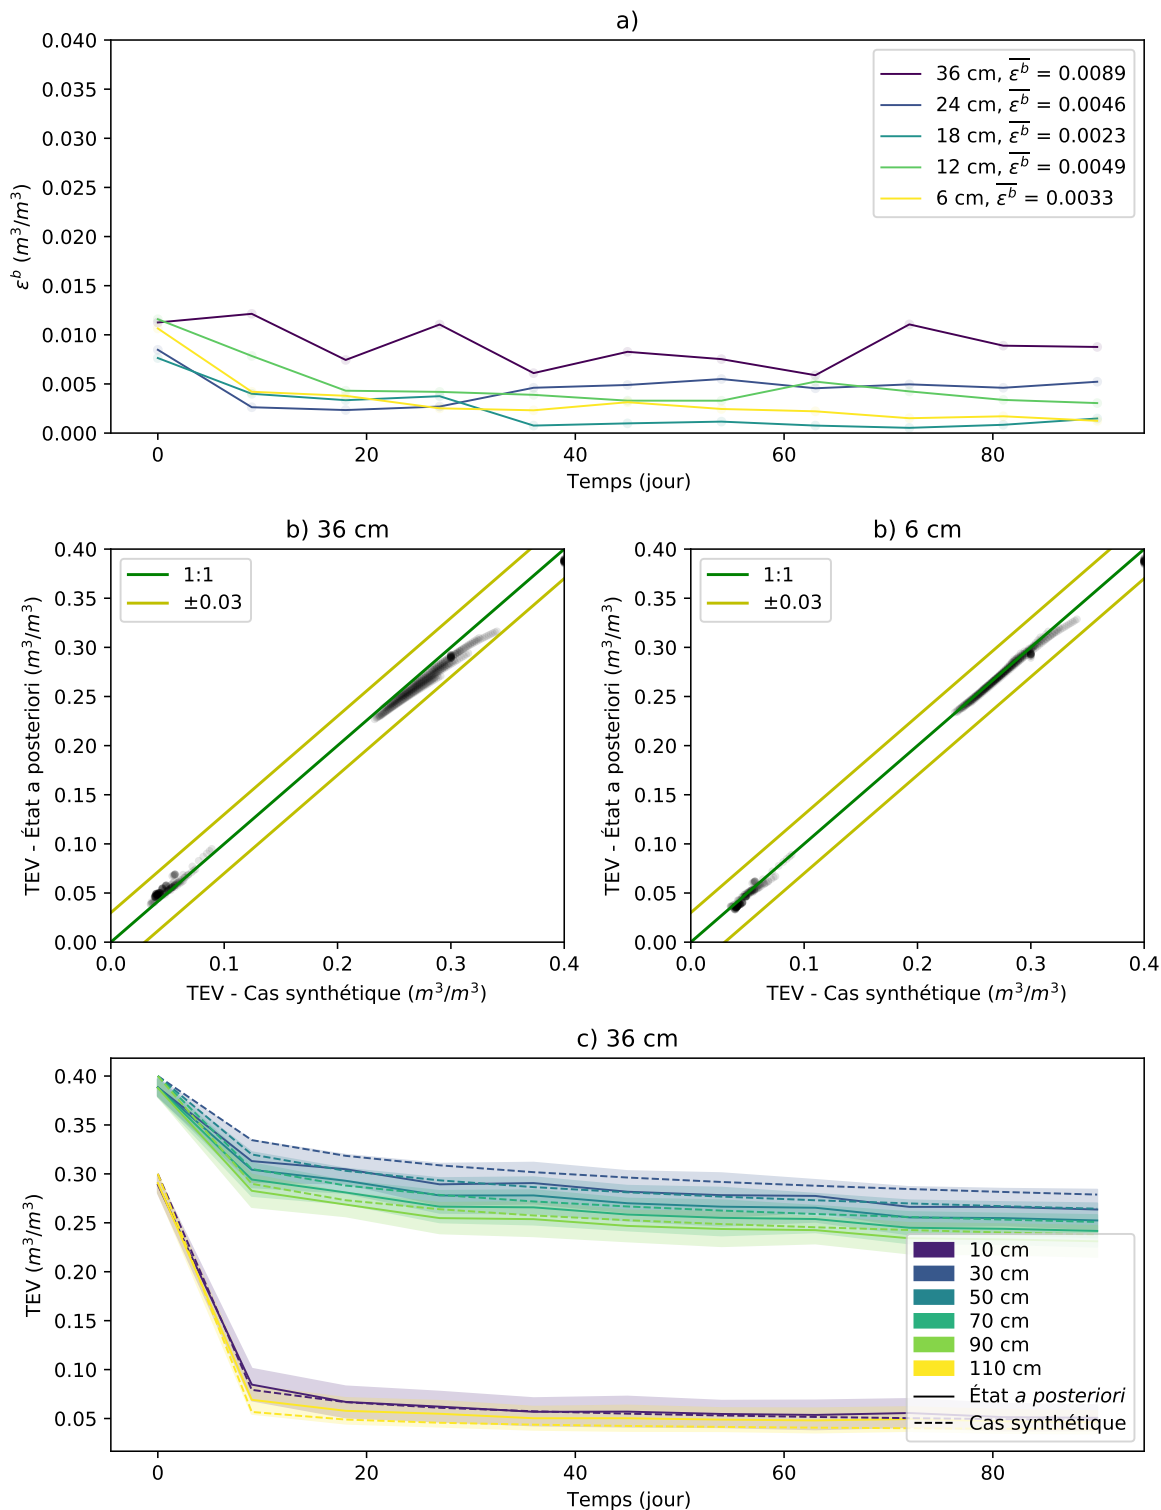 a)
0.040
0.035
0.030
0.025
0.020
0.015
0.010
0.005
0.000
ε^b (m³/m³)
36 cm, ε^b = 0.0089
24 cm, ε^b = 0.0046
18 cm, ε^b = 0.0023
12 cm, ε^b = 0.0049
6 cm, ε^b = 0.0033
0 20 40 60 80
Temps (jour)
b) 36 cm
0.40
0.35
0.30
0.25
0.20
0.15
0.10
0.05
0.00
TEV - État a posteriori (m³/m³)
1:1
±0.03
0.0 0.1 0.2 0.3 0.4
TEV - Cas synthétique (m³/m³)
b) 6 cm
0.40
0.35
0.30
0.25
0.20
0.15
0.10
0.05
0.00
TEV - État a posteriori (m³/m³)
1:1
±0.03
0.0 0.1 0.2 0.3 0.4
TEV - Cas synthétique (m³/m³)
c) 36 cm
0.40
0.35
0.30
0.25
0.20
0.15
0.10
0.05
TEV (m³/m³)
10 cm
30 cm
50 cm
70 cm
90 cm
110 cm
État a posteriori
Cas synthétique
0 20 40 60 80
Temps (jour)